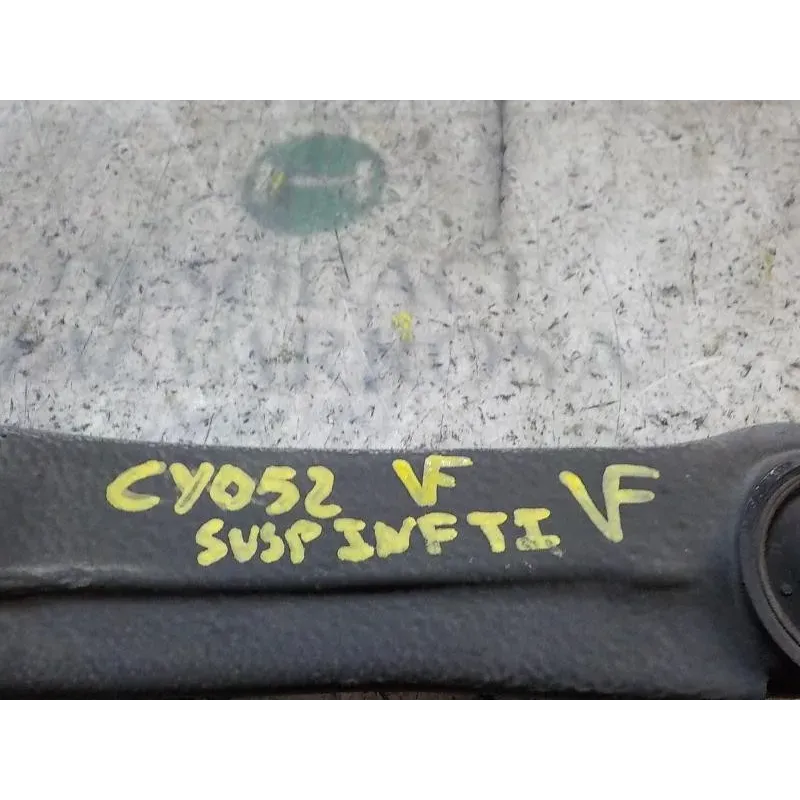 CY052 VF VF
SUSP INF TI